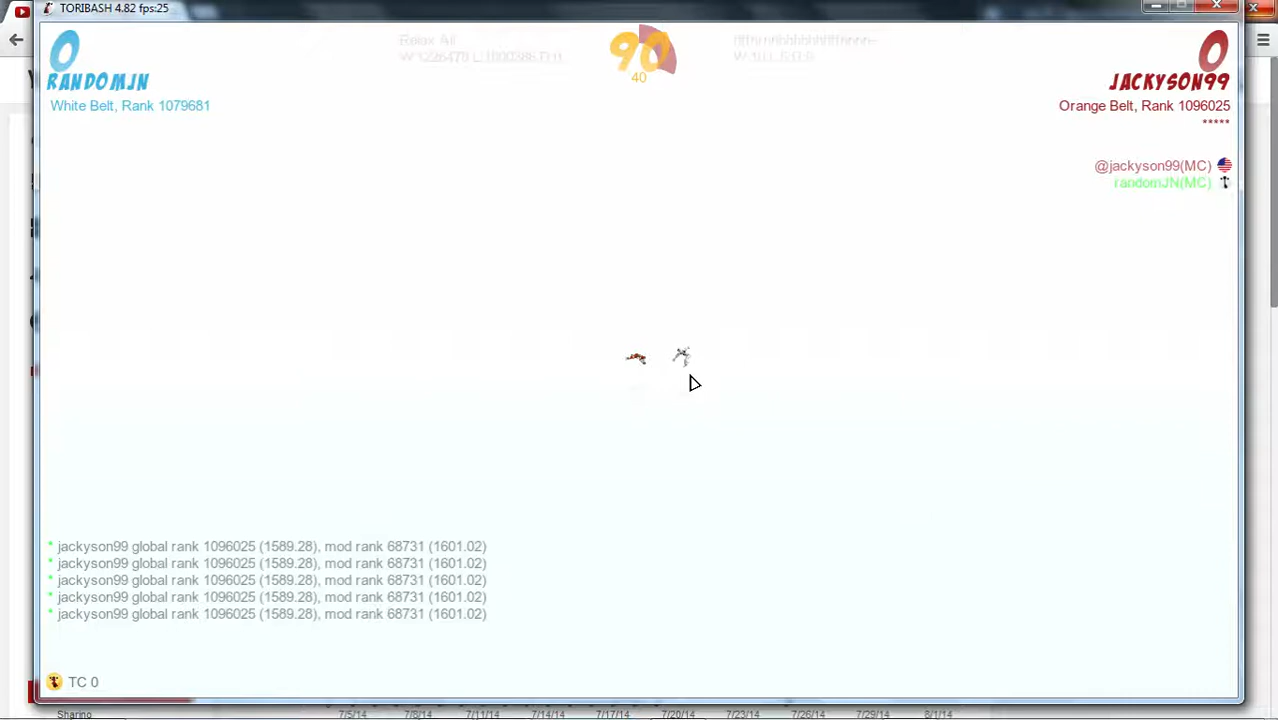 TORIBASH 4.82 fps:25
0
RANDOMJN
White Belt, Rank 1079681
Relax All
90
40
0
JACKYSON99
Orange Belt, Rank 1096025
*****
@jackyson99(MC)
randomJN(MC)
* jackyson99 global rank 1096025 (1589.28), mod rank 68731 (1601.02)
* jackyson99 global rank 1096025 (1589.28), mod rank 68731 (1601.02)
* jackyson99 global rank 1096025 (1589.28), mod rank 68731 (1601.02)
* jackyson99 global rank 1096025 (1589.28), mod rank 68731 (1601.02)
* jackyson99 global rank 1096025 (1589.28), mod rank 68731 (1601.02)
TC 0
Sharing 7/5/14 7/8/14 7/11/14 7/14/14 7/17/14 7/20/14 7/23/14 7/26/14 7/29/14 8/1/14